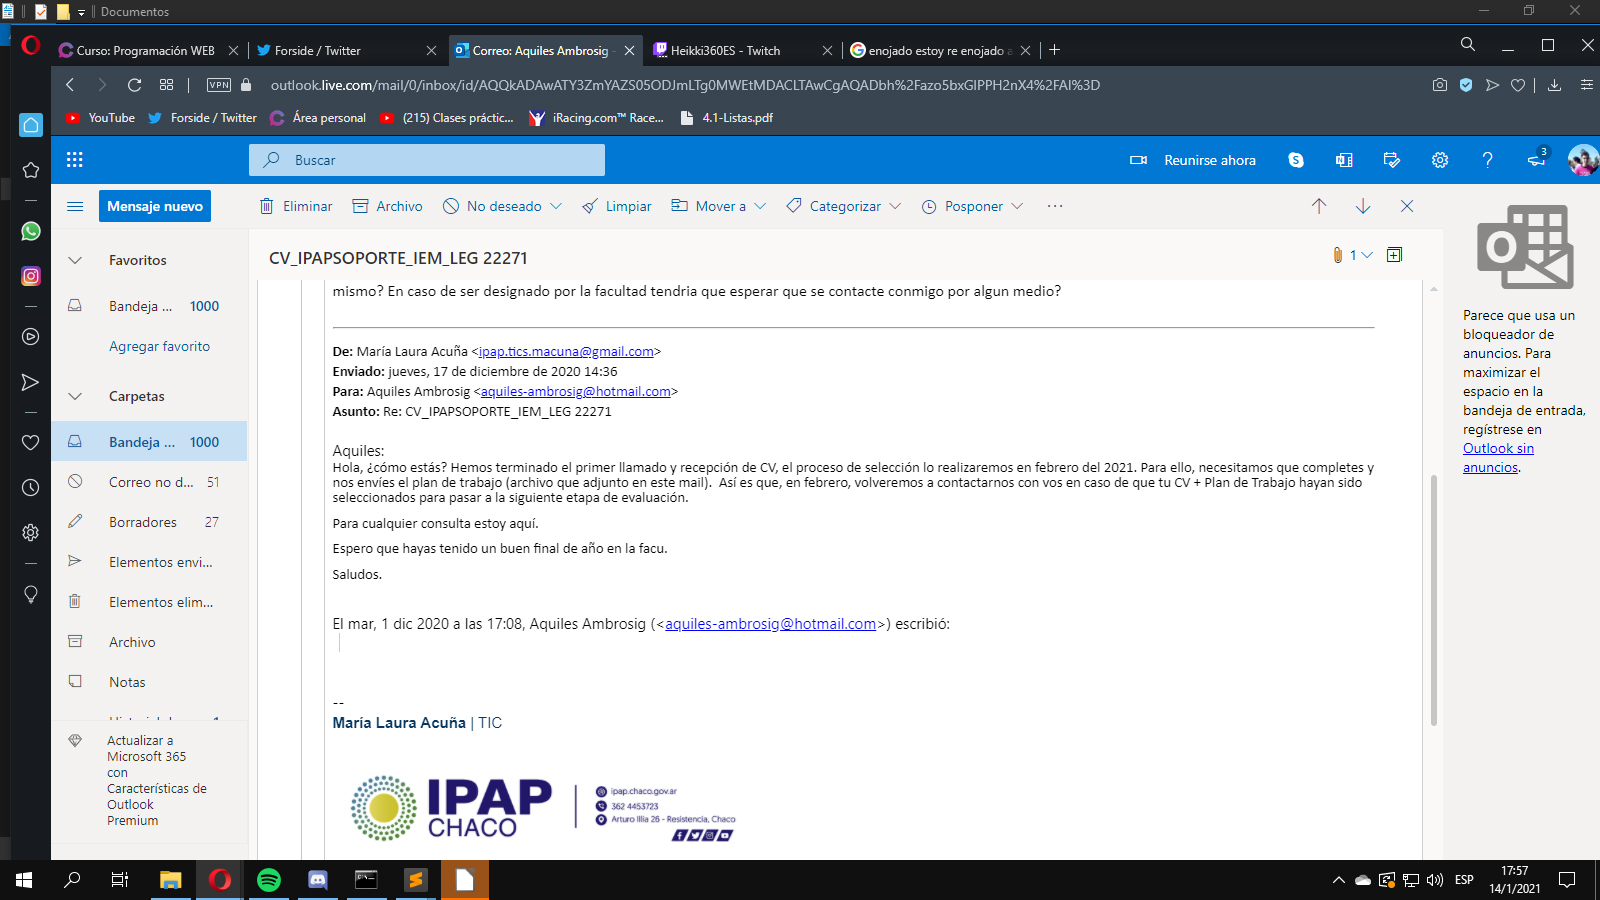 Documentos
Curso: Programación WEB
Forside / Twitter
Correo: Aquiles Ambrosig -
Heikki360ES - Twitch
enojado estoy re enojado a
VPN
outlook.live.com/mail/0/inbox/id/AQQkADAwATY3ZmYAZS05ODJmLTg0MWEtMDACLTAwCgAQADbh%2Fazo5bxGlPPH2nX4%2FAI%3D
YouTube
Forside / Twitter
Área personal
(215) Clases práctic...
iRacing.com™ Race...
4.1-Listas.pdf
Buscar
Reunirse ahora
3
Mensaje nuevo
Eliminar
Archivo
No deseado
Limpiar
Mover a
Categorizar
Posponer
Favoritos
Bandeja ... 1000
Agregar favorito
Carpetas
Bandeja ... 1000
Correo no d... 51
Borradores 27
Elementos envi...
Elementos elim...
Archivo
Notas
Actualizar a
Microsoft 365
con
Características de
Outlook
Premium
CV_IPAPSOPORTE_IEM_LEG 22271
1
mismo? En caso de ser designado por la facultad tendria que esperar que se contacte conmigo por algun medio?
De: María Laura Acuña <ipap.tics.macuna@gmail.com>
Enviado: jueves, 17 de diciembre de 2020 14:36
Para: Aquiles Ambrosig <aquiles-ambrosig@hotmail.com>
Asunto: Re: CV_IPAPSOPORTE_IEM_LEG 22271
Aquiles:
Hola, ¿cómo estás? Hemos terminado el primer llamado y recepción de CV, el proceso de selección lo realizaremos en febrero del 2021. Para ello, necesitamos que completes y
nos envíes el plan de trabajo (archivo que adjunto en este mail).  Así es que, en febrero, volveremos a contactarnos con vos en caso de que tu CV + Plan de Trabajo hayan sido
seleccionados para pasar a la siguiente etapa de evaluación.
Para cualquier consulta estoy aquí.
Espero que hayas tenido un buen final de año en la facu.
Saludos.
El mar, 1 dic 2020 a las 17:08, Aquiles Ambrosig (<aquiles-ambrosig@hotmail.com>) escribió:
--
María Laura Acuña | TIC
IPAP
CHACO
ipap.chaco.gov.ar
362 4453723
Arturo Illia 26 - Resistencia, Chaco
Parece que usa un
bloqueador de
anuncios. Para
maximizar el
espacio en la
bandeja de entrada,
regístrese en
Outlook sin
anuncios.
ESP
17:57
14/1/2021